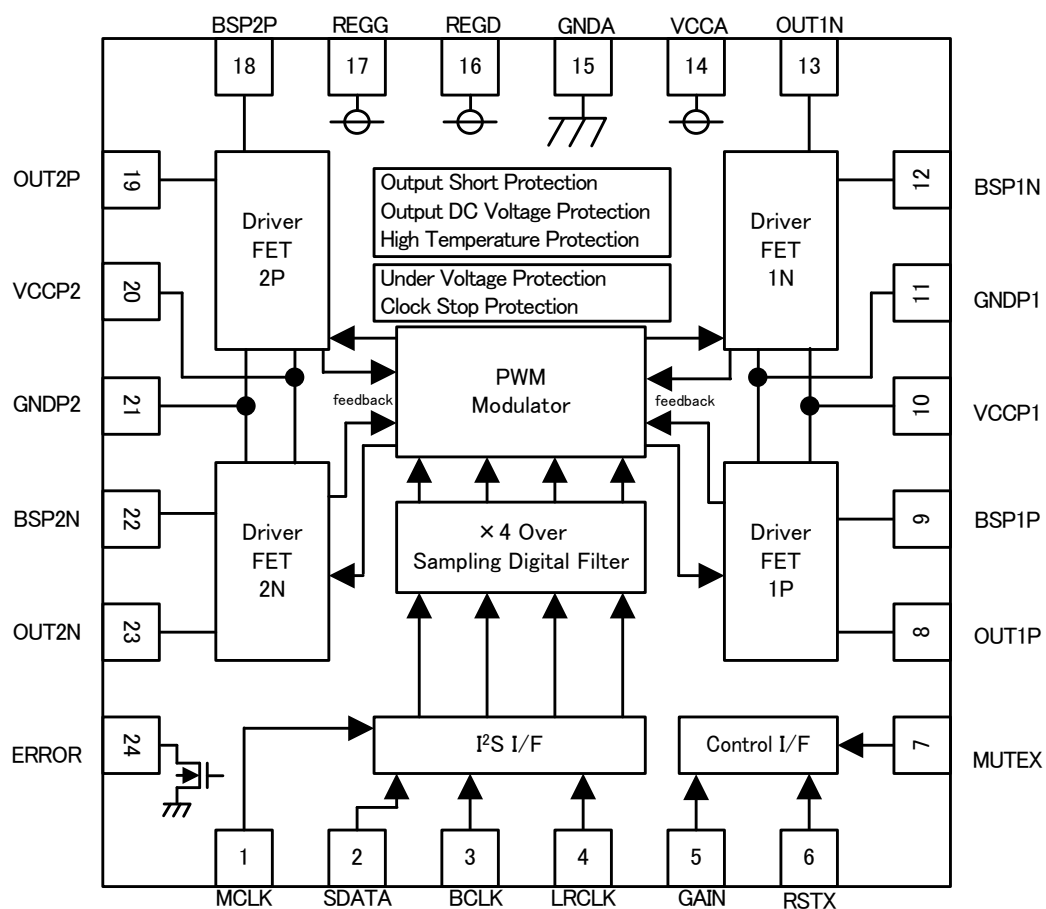 BSP2P REGG REGD GNDA VCCA OUT1N
18 17 16 15 14 13
OUT2P 19
12 BSP1N
Output Short Protection
Output DC Voltage Protection
High Temperature Protection
Driver
FET
2P
Driver
FET
1N
VCCP2 20
11 GNDP1
Under Voltage Protection
Clock Stop Protection
PWM
Modulator
feedback
feedback
GNDP2 21
10 VCCP1
BSP2N 22
9 BSP1P
Driver
FET
2N
×4 Over
Sampling Digital Filter
Driver
FET
1P
OUT2N 23
8 OUT1P
ERROR 24
I²S I/F
Control I/F
7 MUTEX
1 2 3 4 5 6
MCLK SDATA BCLK LRCLK GAIN RSTX